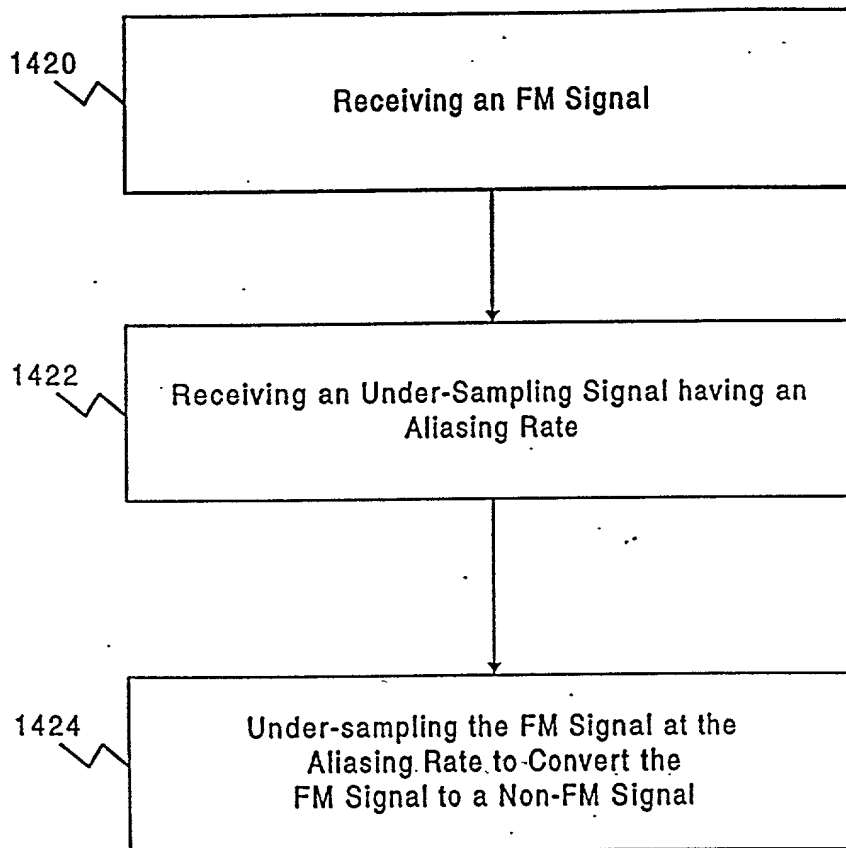 1420
Receiving an FM Signal
1422
Receiving an Under-Sampling Signal having an
Aliasing Rate
1424
Under-sampling the FM Signal at the
Aliasing Rate to Convert the
FM Signal to a Non-FM Signal